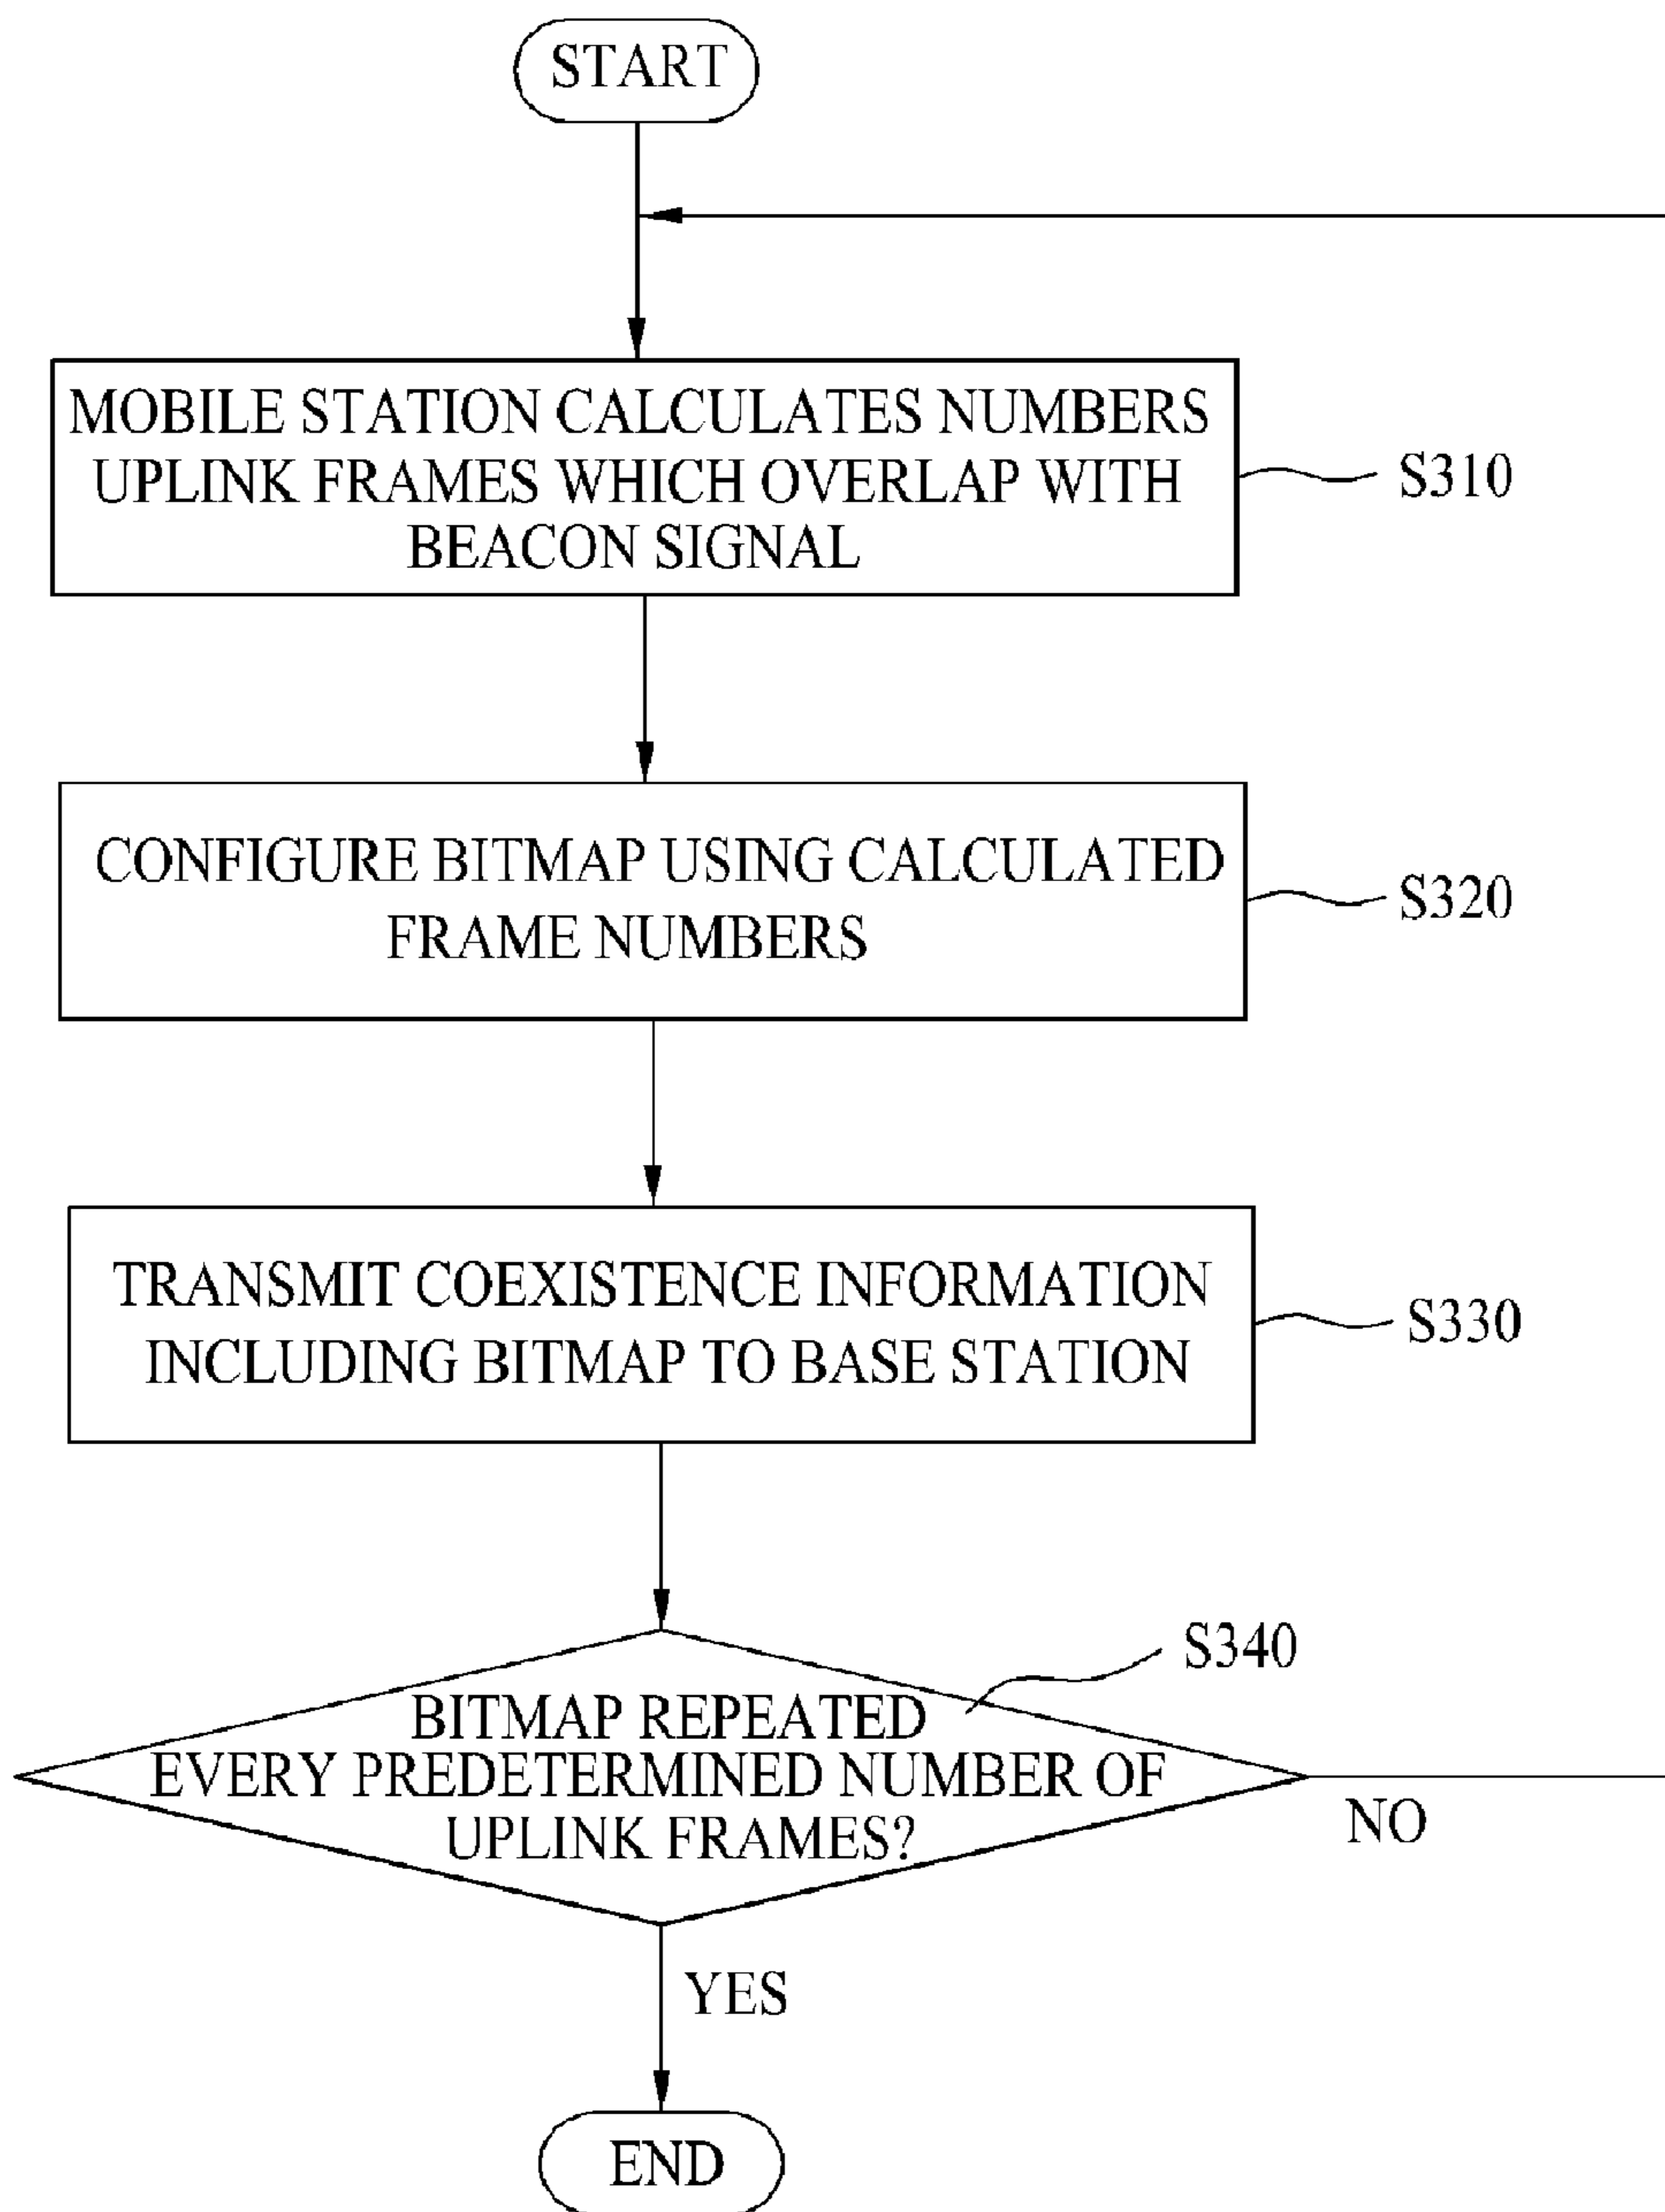 START
MOBILE STATION CALCULATES NUMBERS
UPLINK FRAMES WHICH OVERLAP WITH
BEACON SIGNAL
S310
CONFIGURE BITMAP USING CALCULATED
FRAME NUMBERS
S320
TRANSMIT COEXISTENCE INFORMATION
INCLUDING BITMAP TO BASE STATION
S330
S340
BITMAP REPEATED
EVERY PREDETERMINED NUMBER OF
UPLINK FRAMES?
NO
YES
END